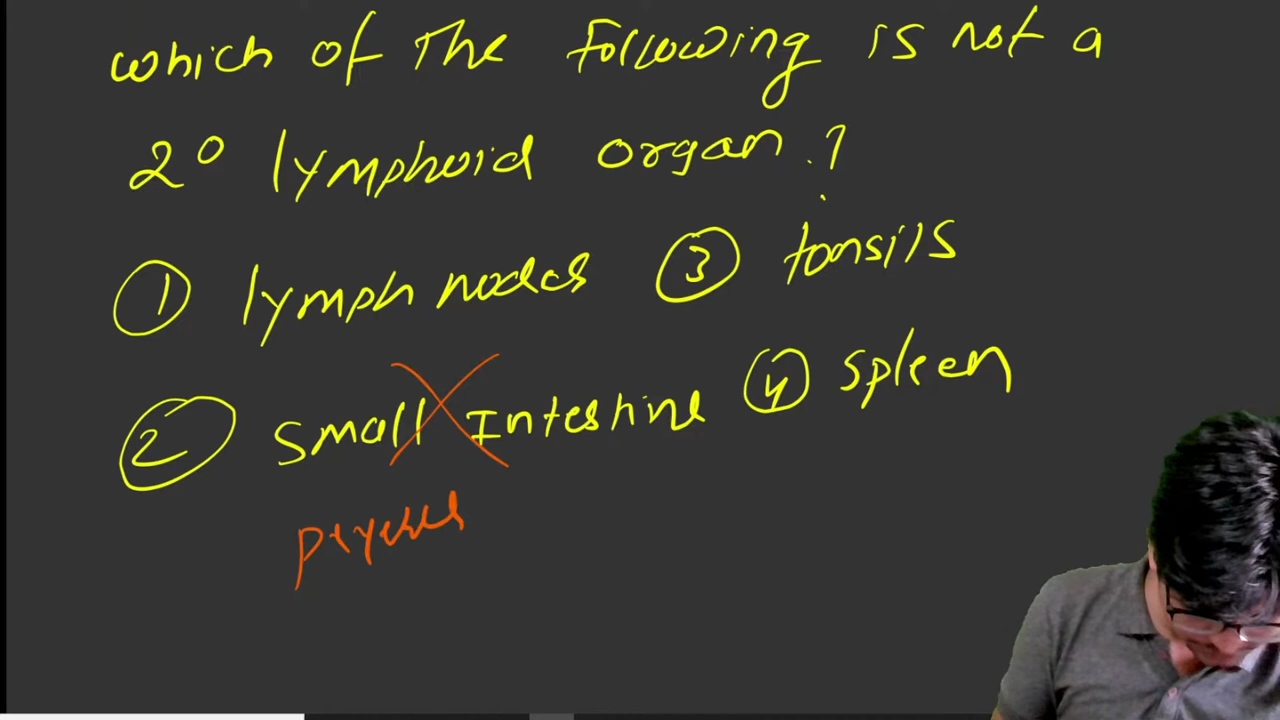 which of the following is not a
2° lymphoid organ.?
① lymph nodes ③ tonsils
② Small Intestine ④ spleen
peyers